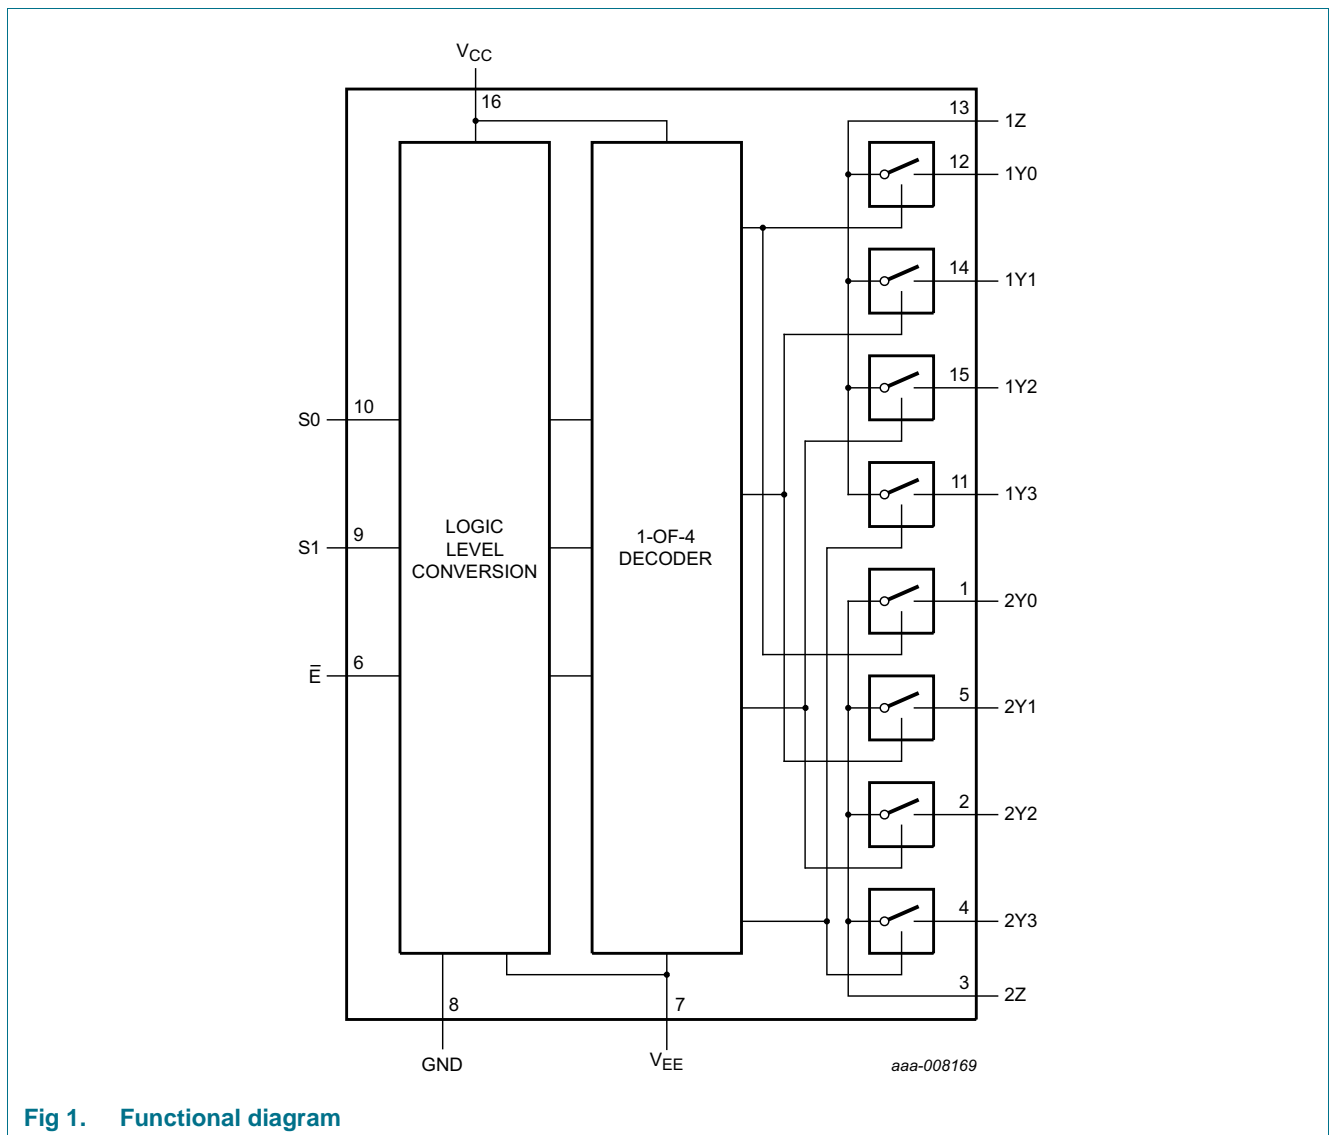 VCC
16
13
1Z
12
1Y0
14
1Y1
15
1Y2
10
S0
11
1Y3
9
S1
LOGIC
LEVEL
CONVERSION
1-OF-4
DECODER
1
2Y0
6
E̅
5
2Y1
2
2Y2
4
2Y3
3
2Z
8
7
GND
VEE
aaa-008169
Fig 1. Functional diagram